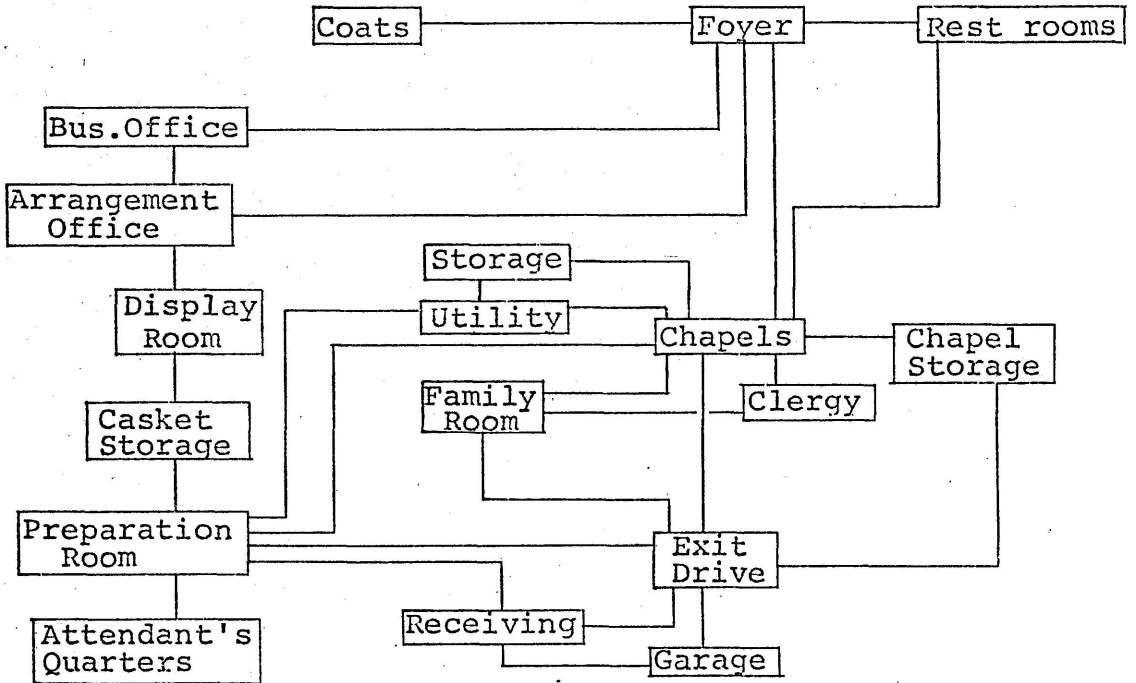 Coats
Foyer
Rest rooms
Bus.Office
Arrangement
Office
Storage
Display
Room
Utility
Chapels
Chapel
Storage
Family
Room
Clergy
Casket
Storage
Preparation
Room
Exit
Drive
Receiving
Attendant's
Quarters
Garage